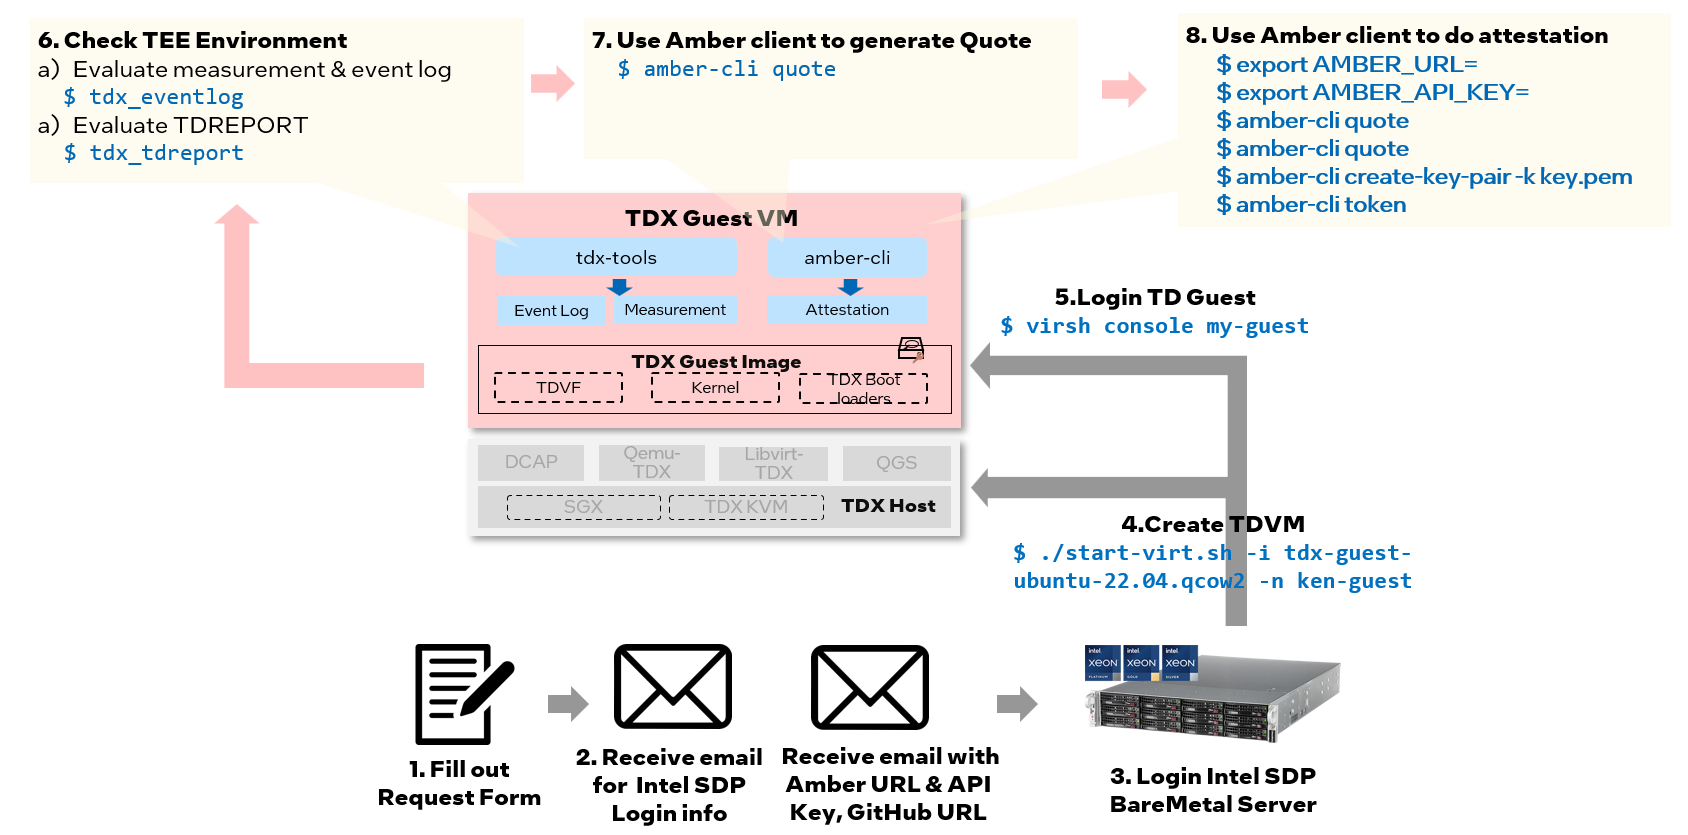 6. Check TEE Environment
a) Evaluate measurement & event log
$ tdx_eventlog
a) Evaluate TDREPORT
$ tdx_tdreport
7. Use Amber client to generate Quote
$ amber-cli quote
8. Use Amber client to do attestation
$ export AMBER_URL=
$ export AMBER_API_KEY=
$ amber-cli quote
$ amber-cli quote
$ amber-cli create-key-pair -k key.pem
$ amber-cli token
TDX Guest VM
tdx-tools
amber-cli
Event Log
Measurement
Attestation
TDX Guest Image
TDVF
Kernel
TDX Boot
loaders
DCAP
Qemu-
TDX
Libvirt-
TDX
QGS
SGX
TDX KVM
TDX Host
5.Login TD Guest
$ virsh console my-guest
4.Create TDVM
$ ./start-virt.sh -i tdx-guest-
ubuntu-22.04.qcow2 -n ken-guest
1. Fill out
Request Form
2. Receive email
for Intel SDP
Login info
Receive email with
Amber URL & API
Key, GitHub URL
intel
XEON
PLATINUM
intel
XEON
GOLD
intel
XEON
SILVER
3. Login Intel SDP
BareMetal Server